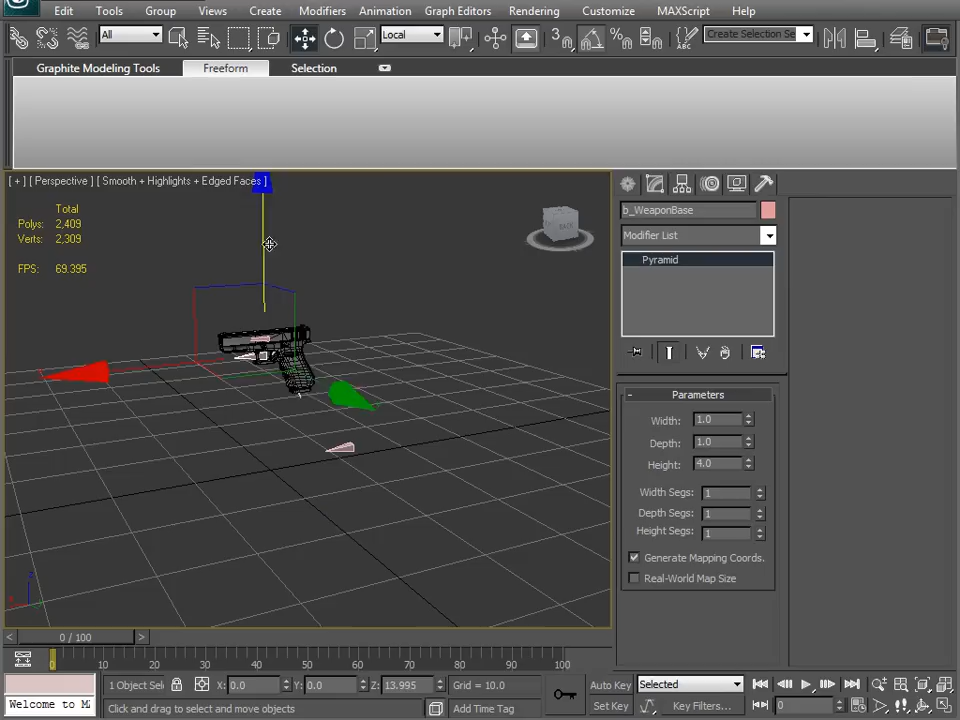 Edit Tools Group Views Create Modifiers Animation Graph Editors Rendering Customize MAXScript Help
All Local 3 Create Selection Se
Graphite Modeling Tools Freeform Selection
[ + ] [ Perspective ] [ Smooth + Highlights + Edged Faces ]
Total
Polys: 2,409
Verts: 2,309
FPS: 69.395
BACK
b_WeaponBase
Modifier List
Pyramid
- Parameters
Width: 1.0
Depth: 1.0
Height: 4.0
Width Segs: 1
Depth Segs: 1
Height Segs: 1
Generate Mapping Coords.
Real-World Map Size
< 0 / 100 >
0 10 20 30 40 50 60 70 80 90 100
1 Object Sel X: 0.0 Y: 0.0 Z: 13.995 Grid = 10.0 Auto Key Selected
Welcome to M Click and drag to select and move objects Add Time Tag Set Key Key Filters... 0